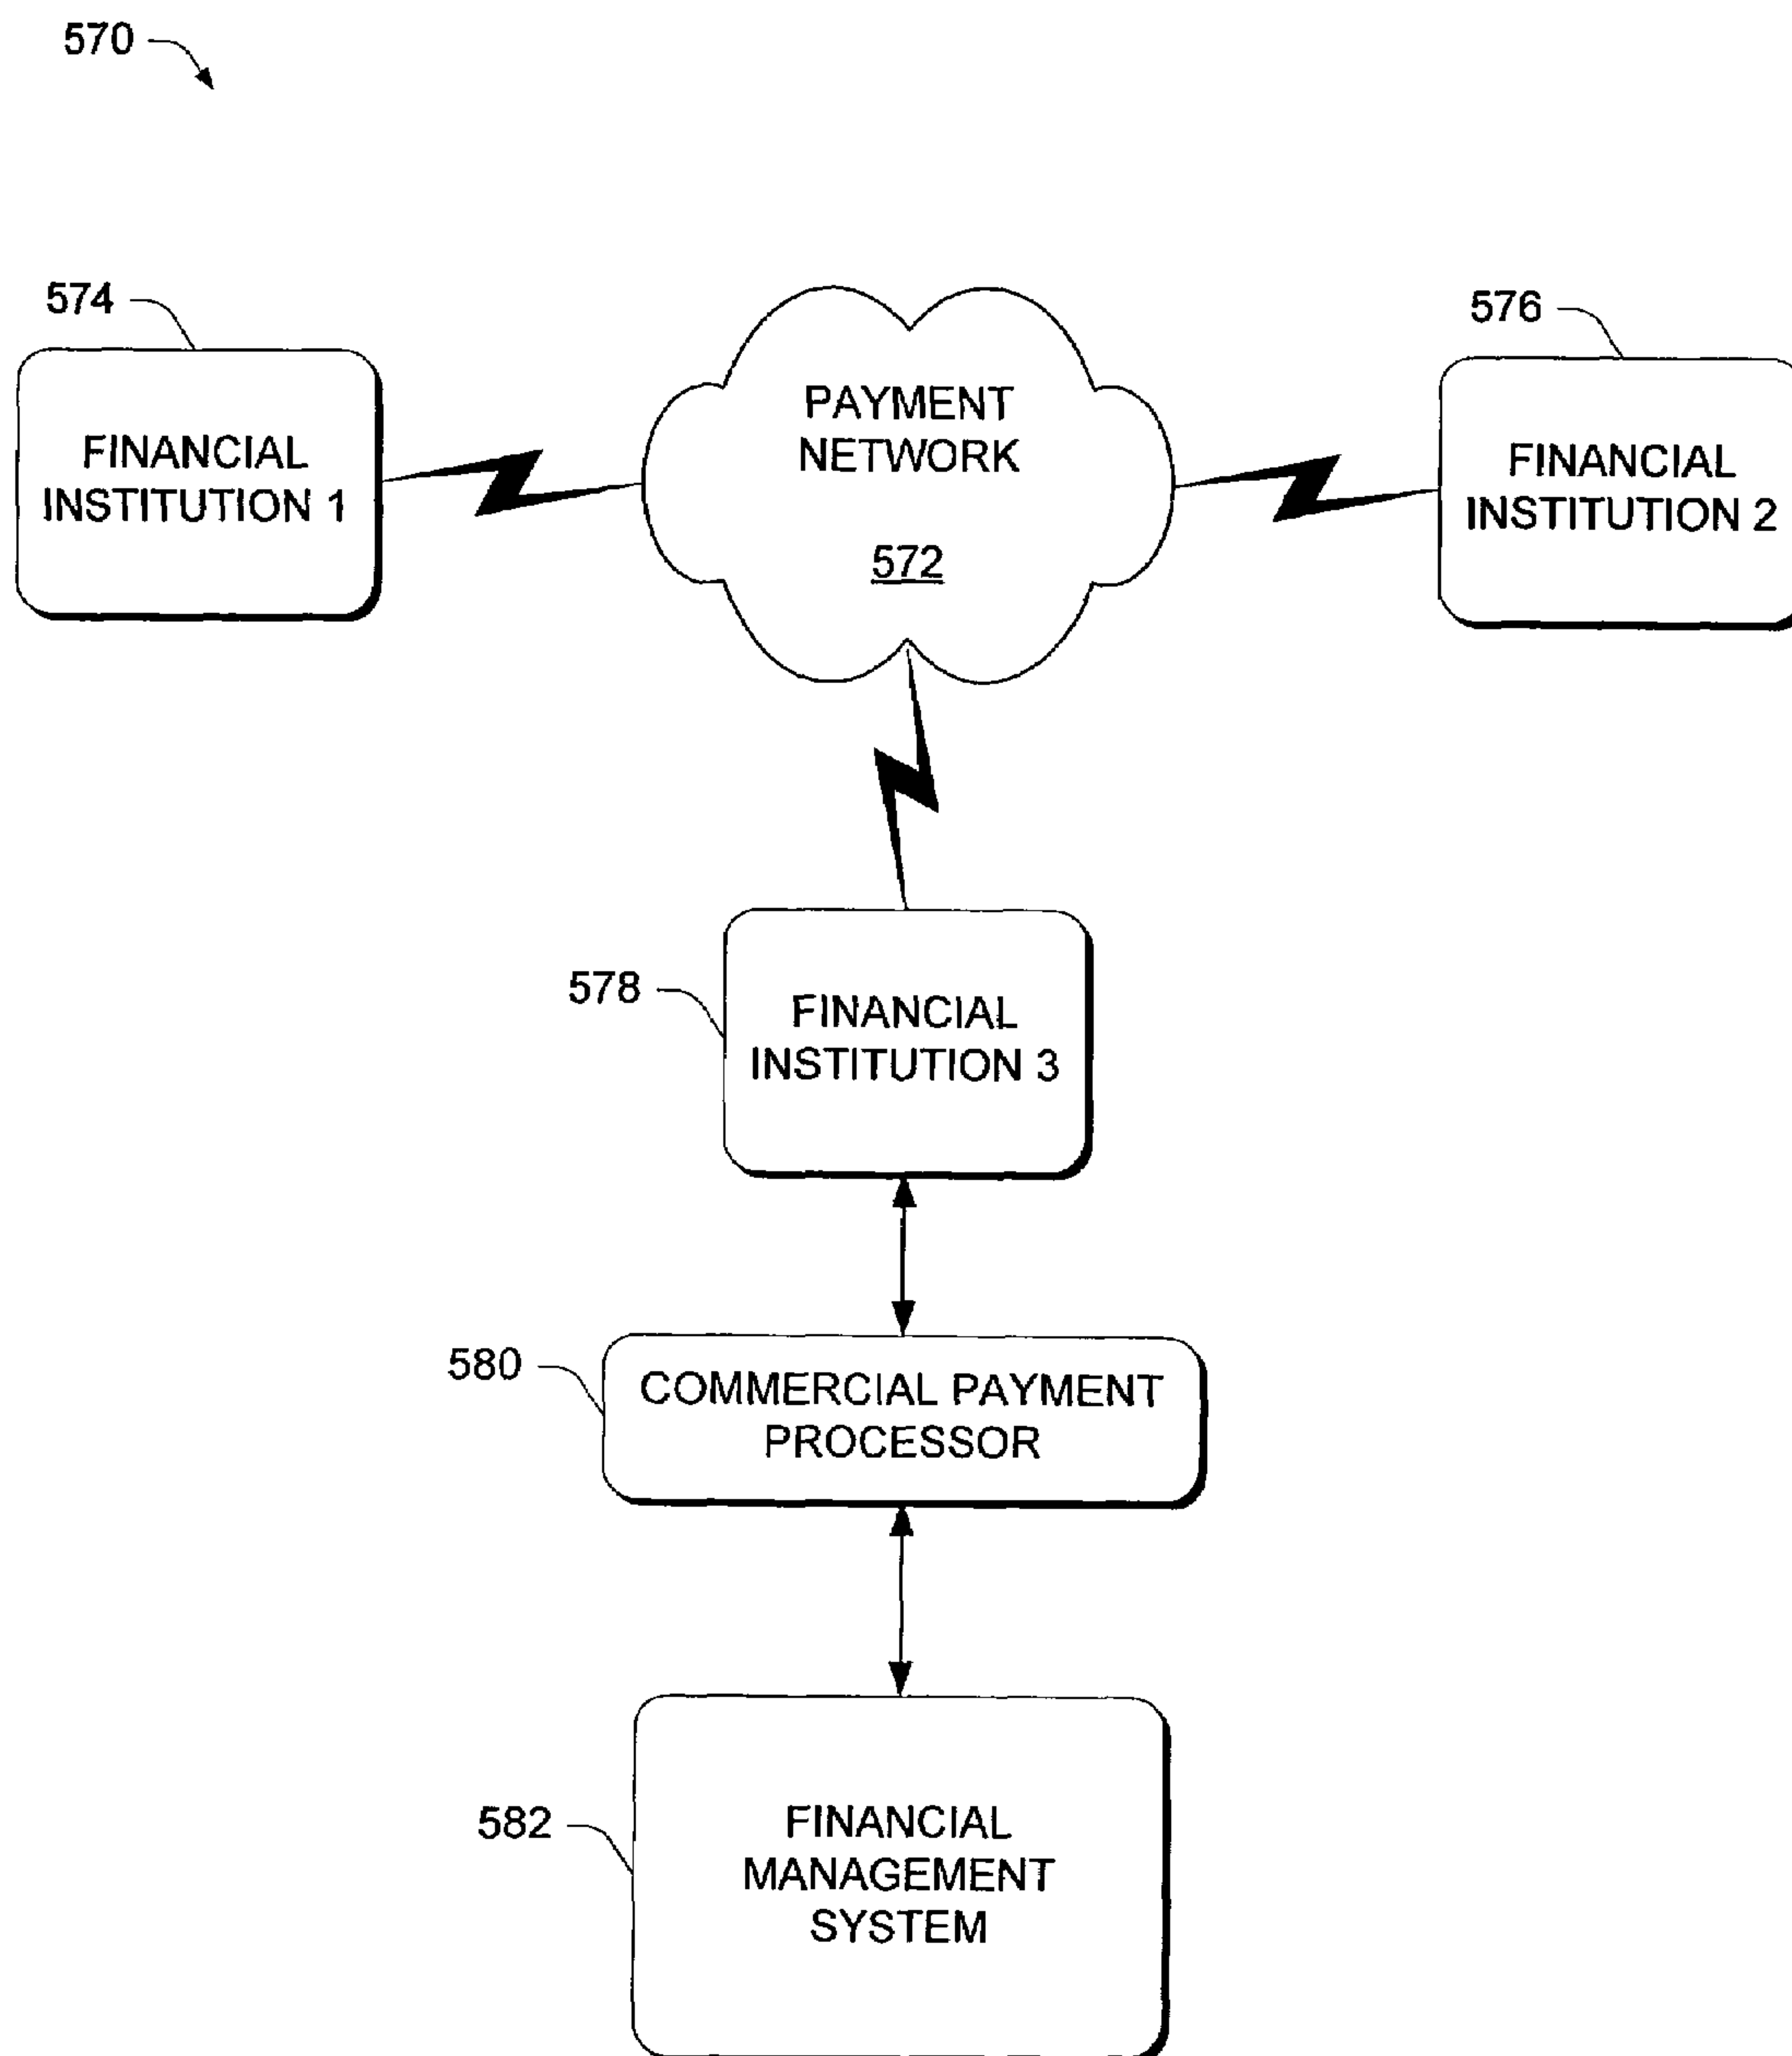 570
574
576
PAYMENT
NETWORK
572
FINANCIAL
INSTITUTION 1
FINANCIAL
INSTITUTION 2
578
FINANCIAL
INSTITUTION 3
580
COMMERCIAL PAYMENT
PROCESSOR
582
FINANCIAL
MANAGEMENT
SYSTEM